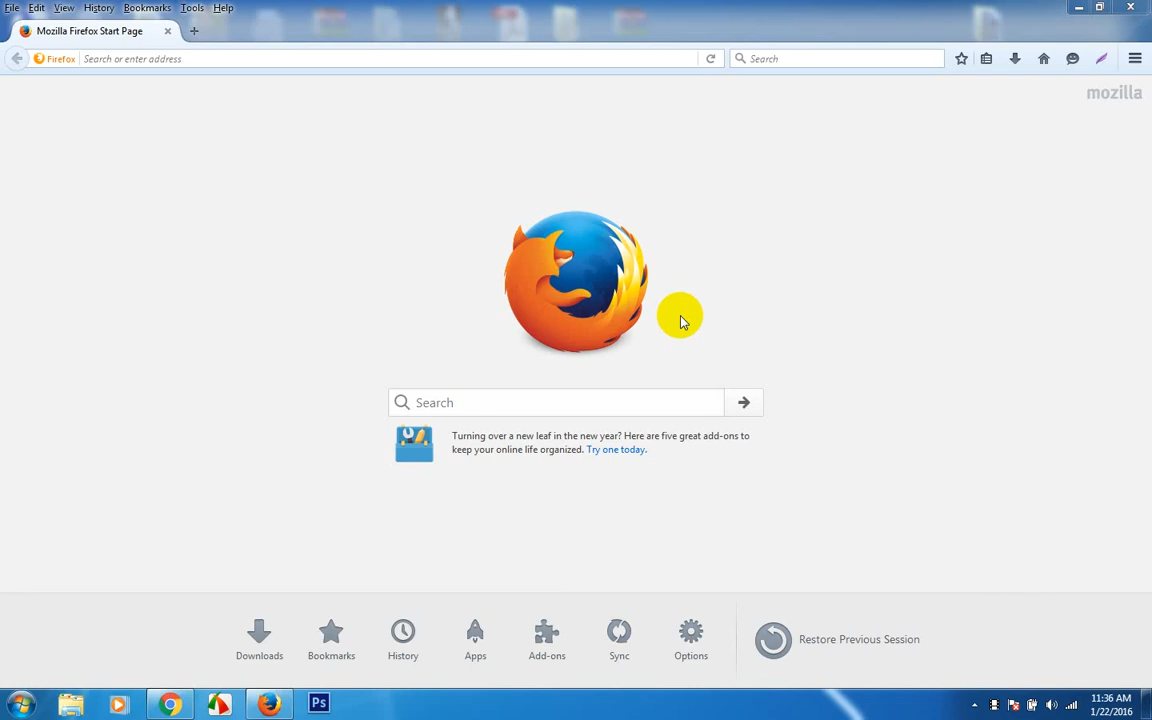 File Edit View History Bookmarks Tools Help
Mozilla Firefox Start Page
Firefox Search or enter address
Search
mozilla
Search
Turning over a new leaf in the new year? Here are five great add-ons to
keep your online life organized. Try one today.
Downloads Bookmarks History Apps Add-ons Sync Options
Restore Previous Session
Ps
11:36 AM
1/22/2016